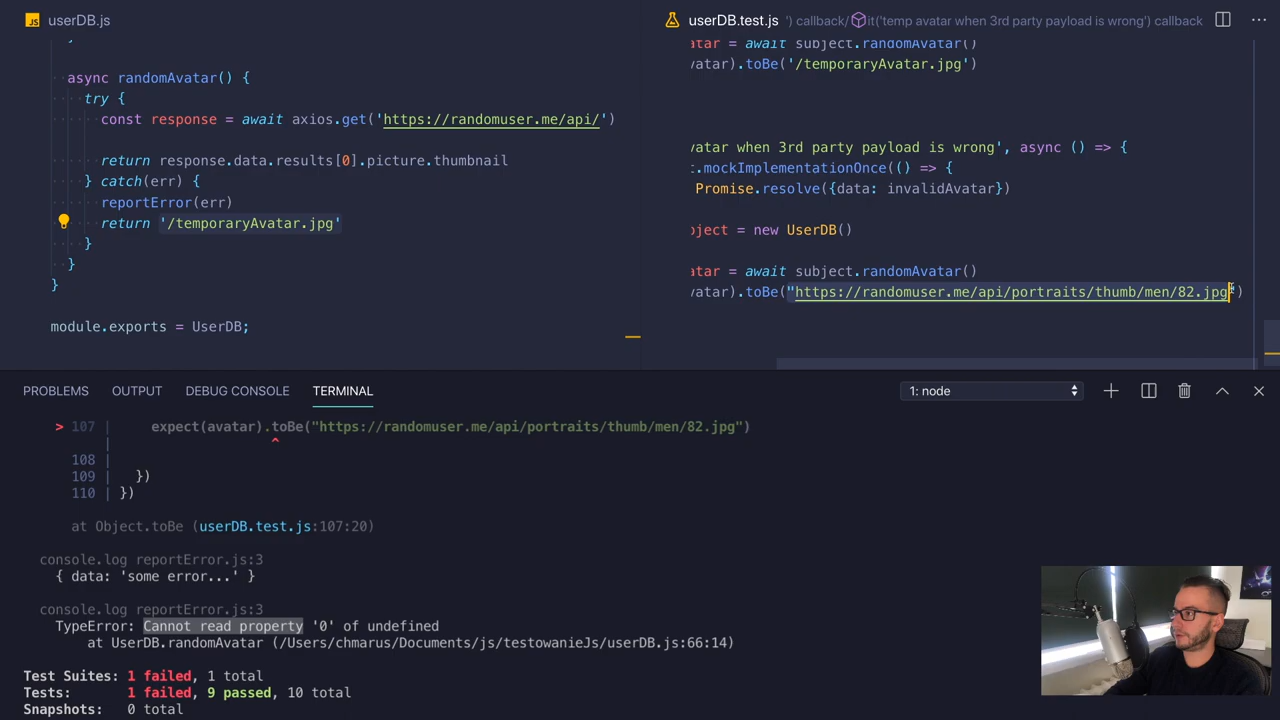 JS userDB.js
}
async randomAvatar() {
try {
const response = await axios.get('https://randomuser.me/api/')
return response.data.results[0].picture.thumbnail
} catch(err) {
reportError(err)
return '/temporaryAvatar.jpg'
}
}
}
module.exports = UserDB;
userDB.test.js ') callback/ it('temp avatar when 3rd party payload is wrong') callback
atar = await subject.randomAvatar()
vatar).toBe('/temporaryAvatar.jpg')
vatar when 3rd party payload is wrong', async () => {
.mockImplementationOnce(() => {
Promise.resolve({data: invalidAvatar})
bject = new UserDB()
atar = await subject.randomAvatar()
vatar).toBe("https://randomuser.me/api/portraits/thumb/men/82.jpg")
PROBLEMS OUTPUT DEBUG CONSOLE TERMINAL 1: node
> 107 | expect(avatar).toBe("https://randomuser.me/api/portraits/thumb/men/82.jpg")
| ^
108 |
109 | })
110 | })
at Object.toBe (userDB.test.js:107:20)
console.log reportError.js:3
{ data: 'some error...' }
console.log reportError.js:3
TypeError: Cannot read property '0' of undefined
at UserDB.randomAvatar (/Users/chmarus/Documents/js/testowanieJs/userDB.js:66:14)
Test Suites: 1 failed, 1 total
Tests: 1 failed, 9 passed, 10 total
Snapshots: 0 total